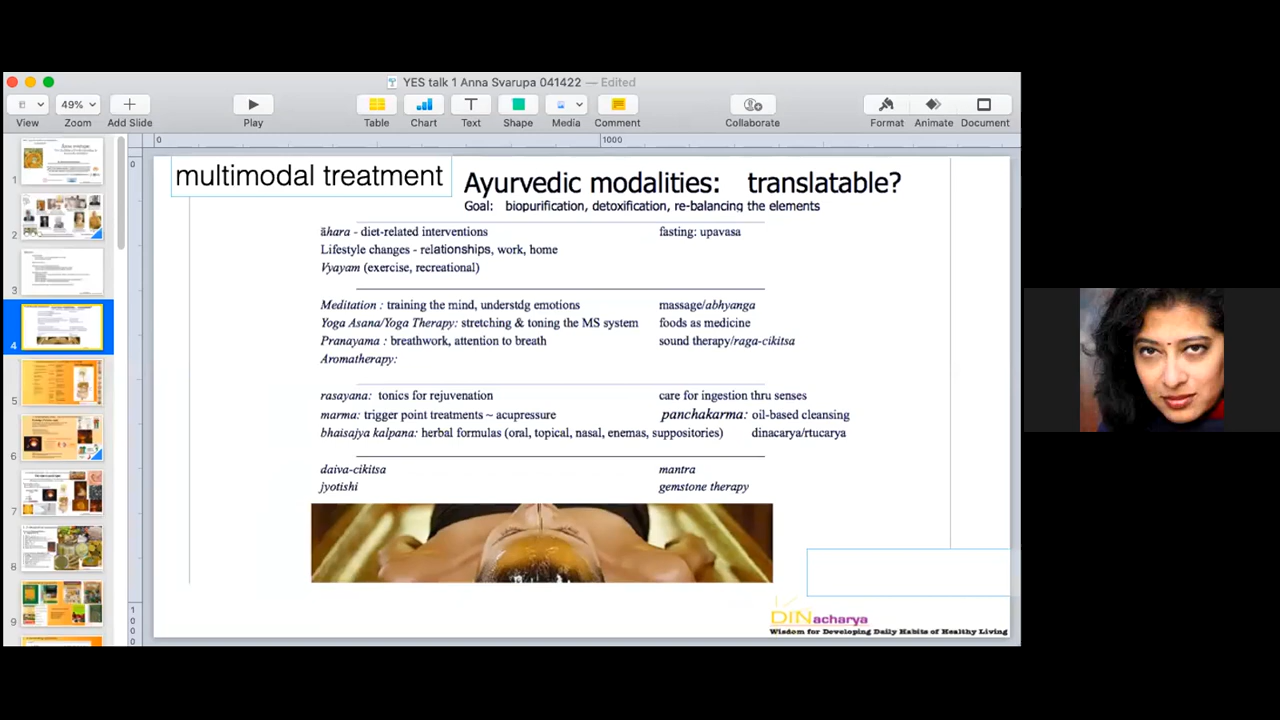 YES talk 1 Anna Svarupa 041422 — Edited
49%
View Zoom Add Slide Play Table Chart Text Shape Media Comment Collaborate Format Animate Document
0 1000
0
1
2
3
4
5
6
7
8
9
1000
multimodal treatment
Ayurvedic modalities: translatable?
Goal: biopurification, detoxification, re-balancing the elements
āhara - diet-related interventions fasting: upavasa
Lifestyle changes - relationships, work, home
Vyayam (exercise, recreational)
Meditation : training the mind, understdg emotions massage/abhyanga
Yoga Asana/Yoga Therapy: stretching & toning the MS system foods as medicine
Pranayama : breathwork, attention to breath sound therapy/raga-cikitsa
Aromatherapy:
rasayana: tonics for rejuvenation care for ingestion thru senses
marma: trigger point treatments ~ acupressure panchakarma: oil-based cleansing
bhaisajya kalpana: herbal formulas (oral, topical, nasal, enemas, suppositories) dinacarya/rtucarya
daiva-cikitsa mantra
jyotishi gemstone therapy
DINacharya
Wisdom for Developing Daily Habits of Healthy Living